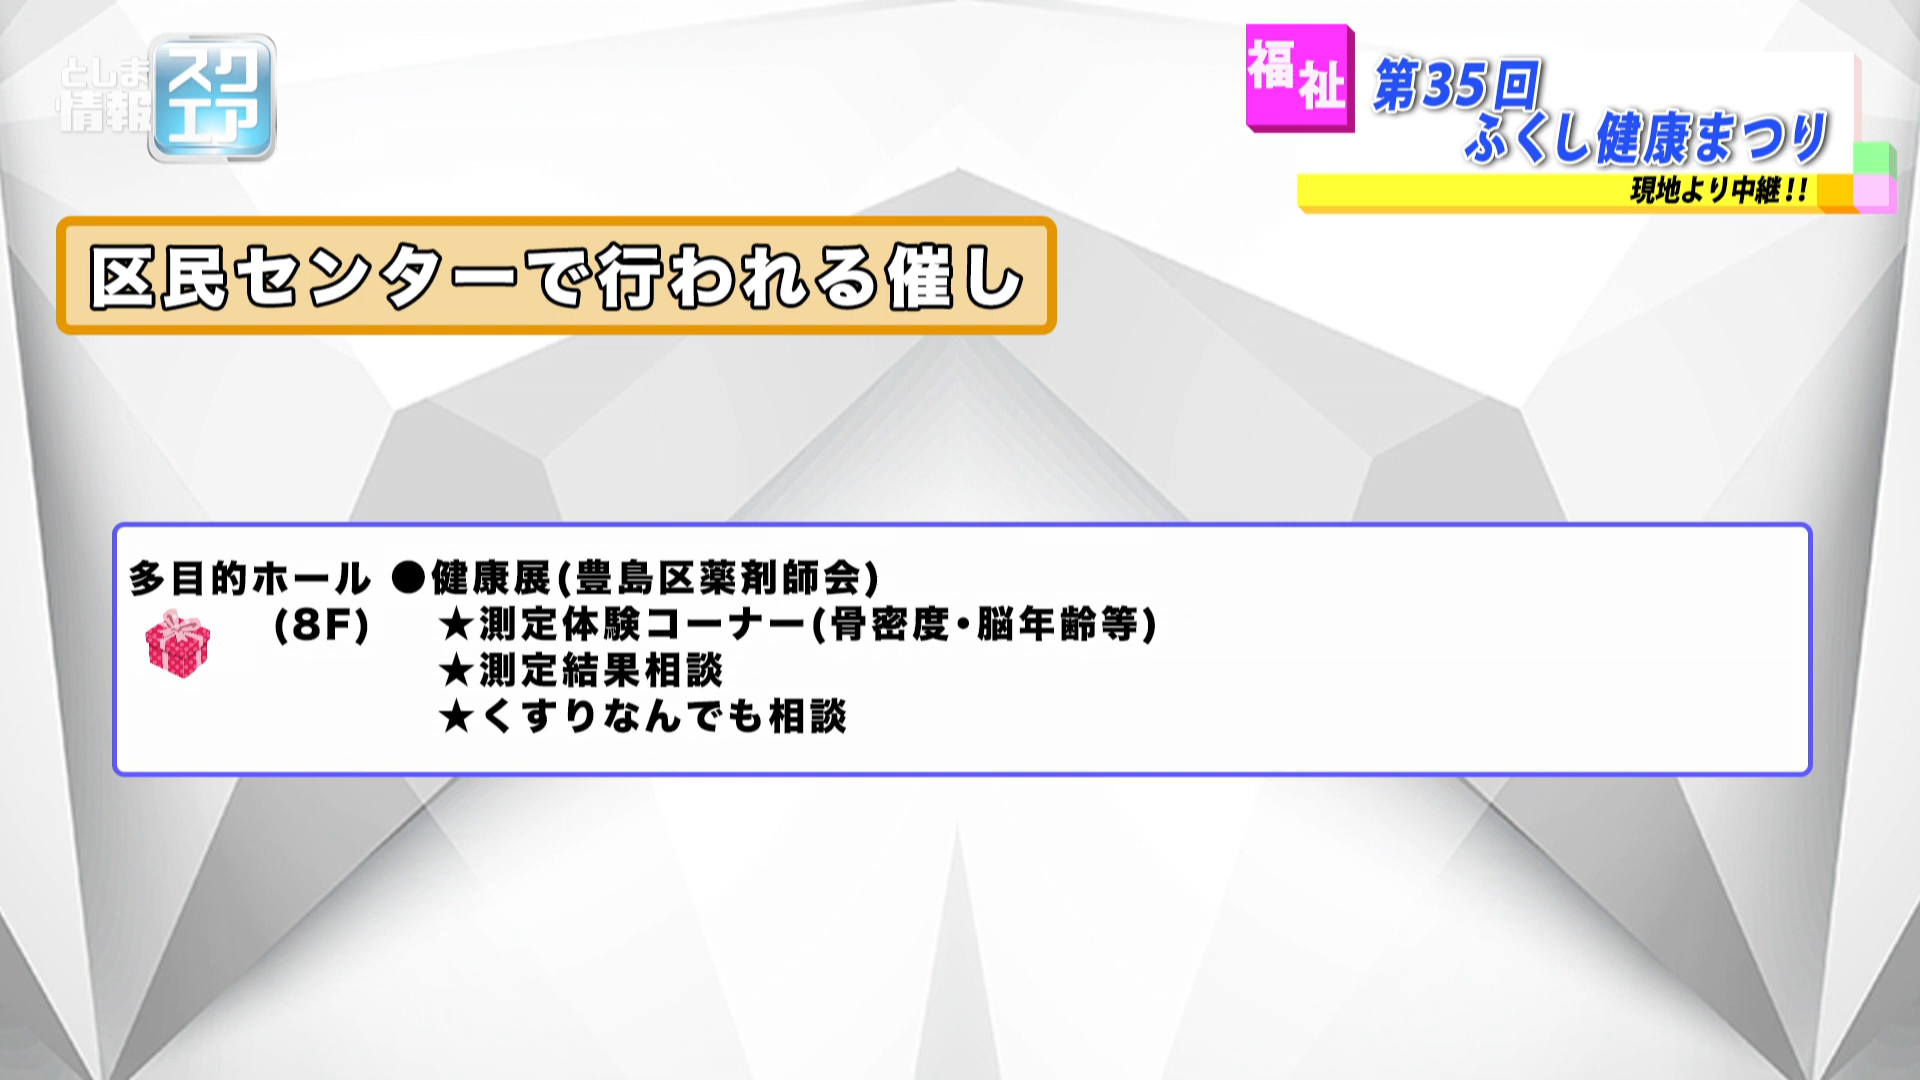 としま
情報
スク
エア
福祉
第35回
ふくし健康まつり
現地より中継!!
区民センターで行われる催し
多目的ホール ●健康展(豊島区薬剤師会)
(8F) ★測定体験コーナー(骨密度・脳年齢等)
★測定結果相談
★くすりなんでも相談